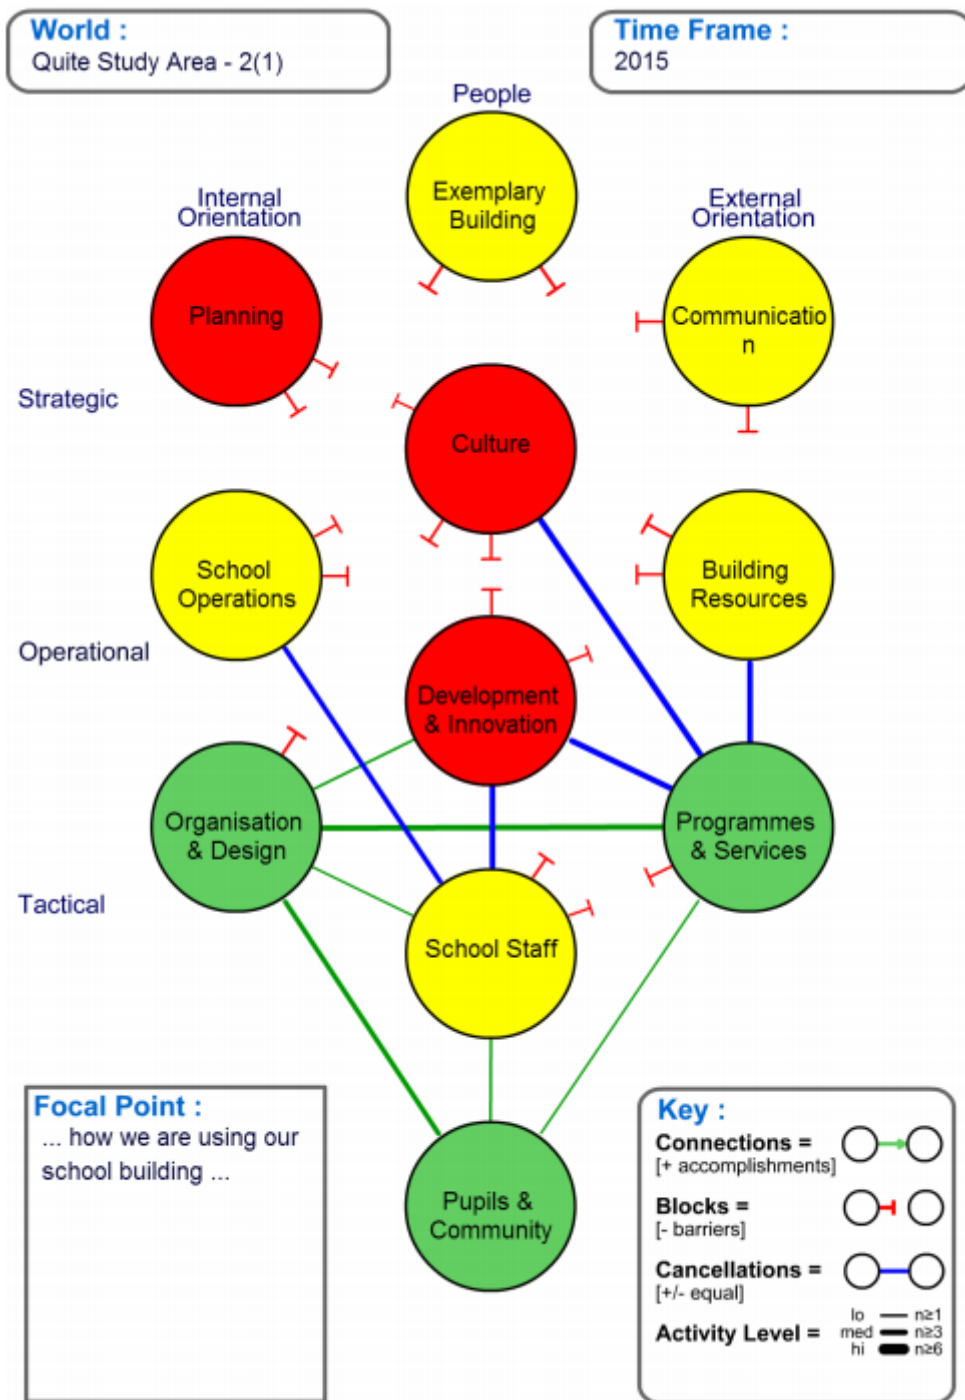 World :
Quite Study Area - 2(1)
Time Frame :
2015
People
Exemplary
Building
Internal
Orientation
External
Orientation
Planning
Communicatio
n
Strategic
Culture
School
Operations
Building
Resources
Operational
Development
& Innovation
Organisation
& Design
Programmes
& Services
Tactical
School Staff
Focal Point :
... how we are using our
school building ...
Pupils &
Community
Key :
Connections =
[+ accomplishments]
Blocks =
[- barriers]
Cancellations =
[+/- equal]
Activity Level =
lo n≥1
med n≥3
hi n≥6